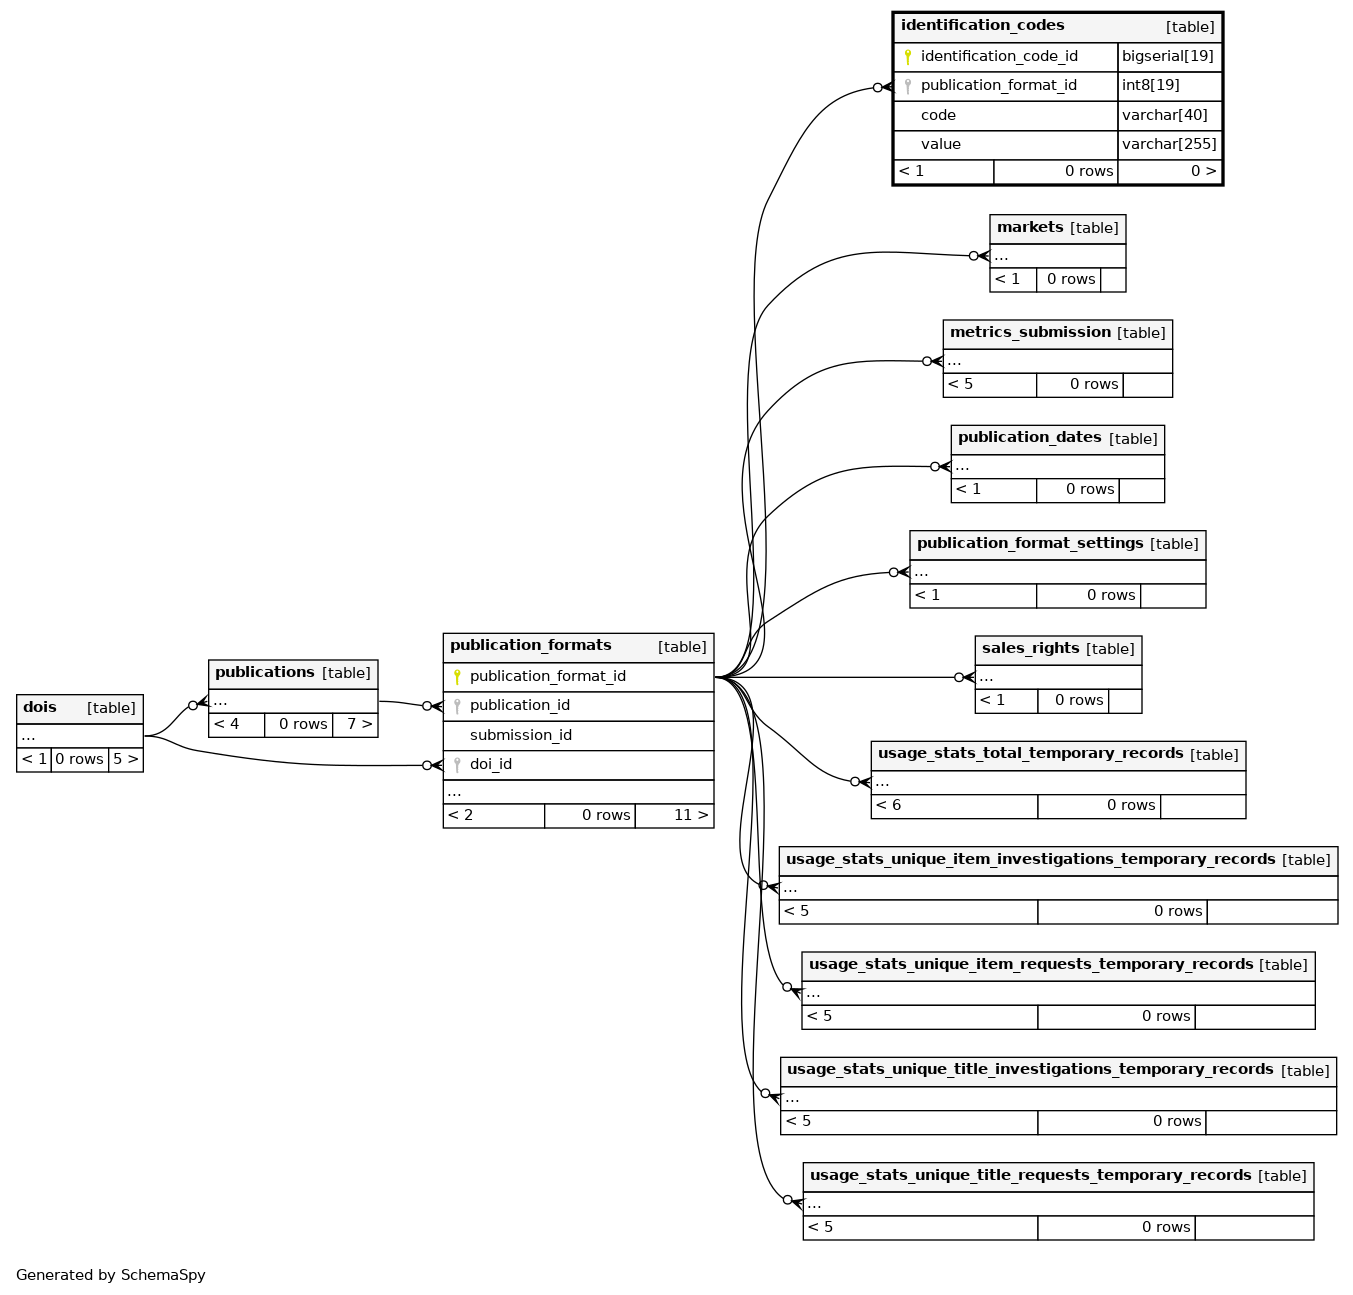 identification_codes [table]
identification_code_id bigserial[19]
publication_format_id int8[19]
code varchar[40]
value varchar[255]
< 1 0 rows 0 >
markets [table]
...
< 1 0 rows
metrics_submission [table]
...
< 5 0 rows
publication_dates [table]
...
< 1 0 rows
publication_format_settings [table]
...
< 1 0 rows
publication_formats [table]
publication_format_id
publication_id
submission_id
doi_id
...
< 2 0 rows 11 >
publications [table]
...
< 4 0 rows 7 >
dois [table]
...
< 1 0 rows 5 >
sales_rights [table]
...
< 1 0 rows
usage_stats_total_temporary_records [table]
...
< 6 0 rows
usage_stats_unique_item_investigations_temporary_records [table]
...
< 5 0 rows
usage_stats_unique_item_requests_temporary_records [table]
...
< 5 0 rows
usage_stats_unique_title_investigations_temporary_records [table]
...
< 5 0 rows
usage_stats_unique_title_requests_temporary_records [table]
...
< 5 0 rows
Generated by SchemaSpy